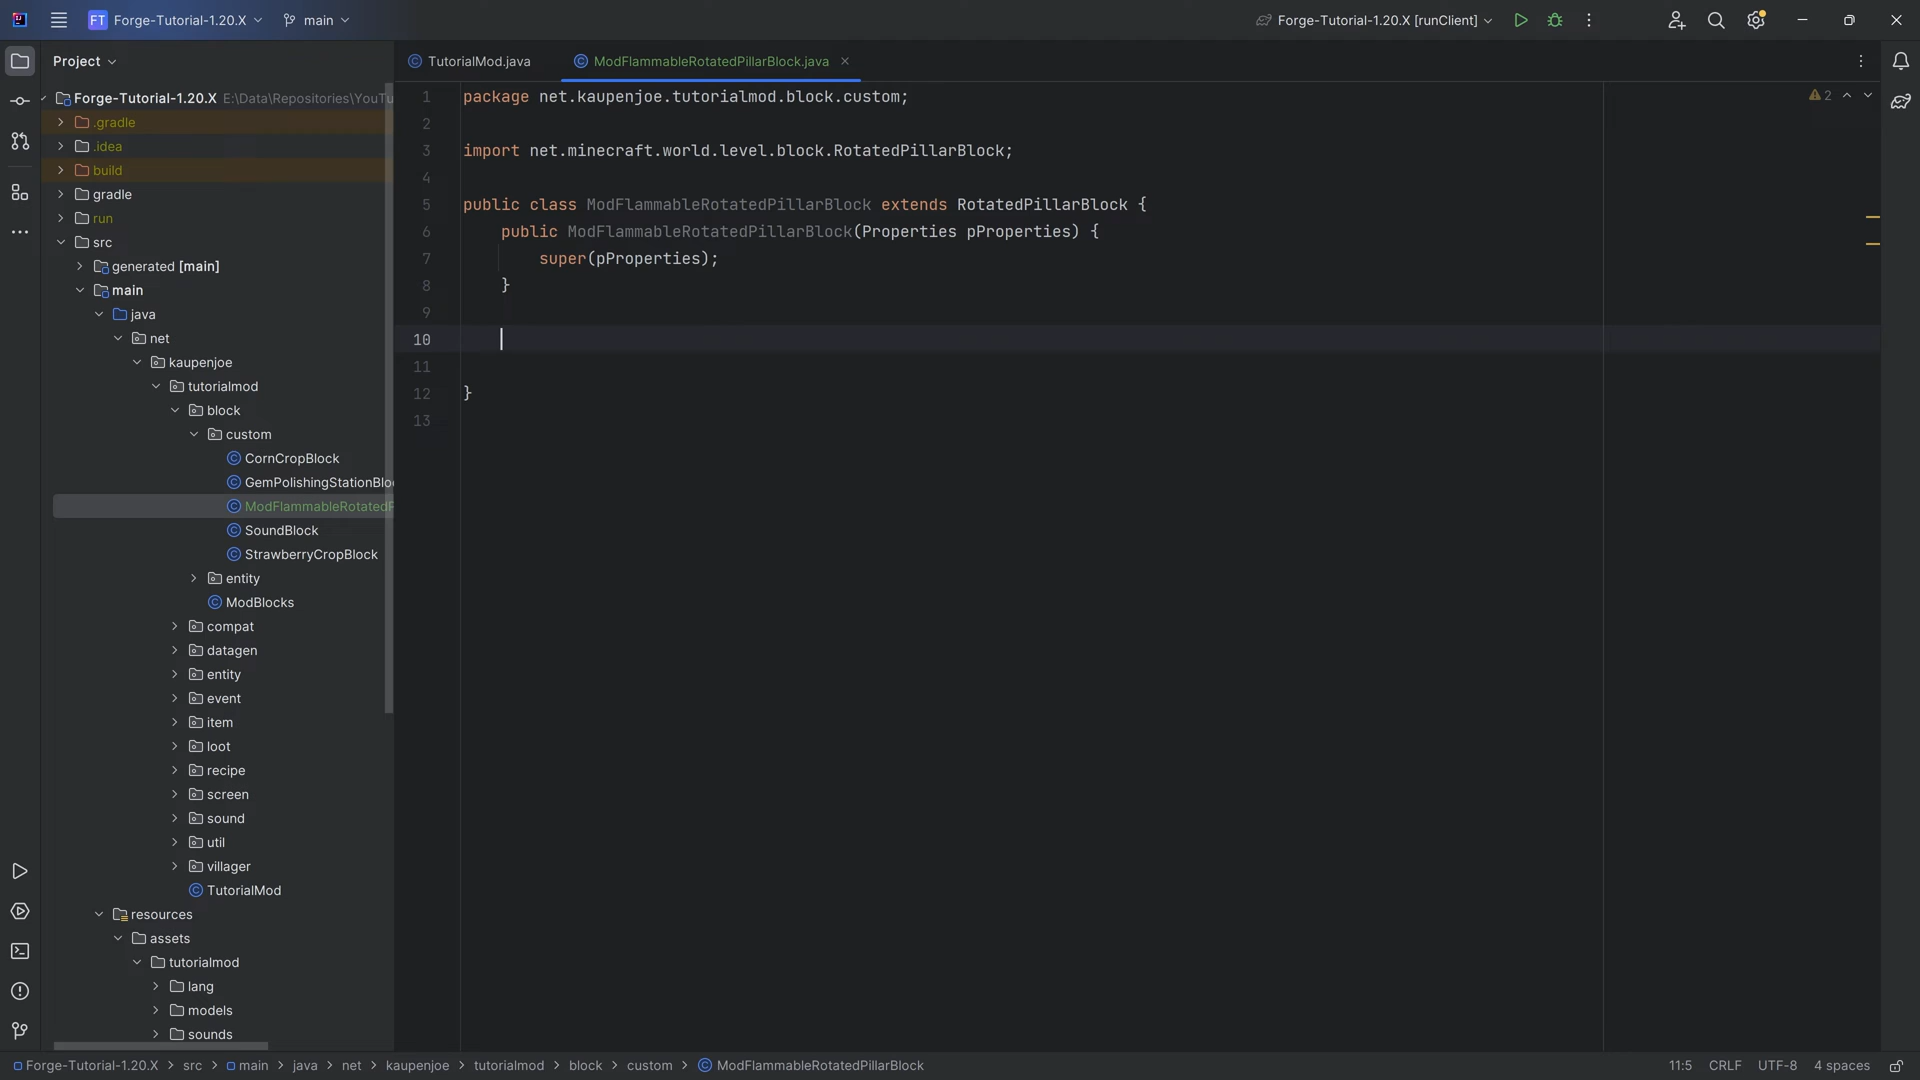 FT Forge-Tutorial-1.20.X main Forge-Tutorial-1.20.X [runClient]
Project
TutorialMod.java ModFlammableRotatedPillarBlock.java
Forge-Tutorial-1.20.X E:\Data\Repositories\YouTu
.gradle
.idea
build
gradle
run
src
generated [main]
main
java
net
kaupenjoe
tutorialmod
block
custom
CornCropBlock
GemPolishingStationBloc
ModFlammableRotatedP
SoundBlock
StrawberryCropBlock
entity
ModBlocks
compat
datagen
entity
event
item
loot
recipe
screen
sound
util
villager
TutorialMod
resources
assets
tutorialmod
lang
models
sounds
1 package net.kaupenjoe.tutorialmod.block.custom;
2
3 import net.minecraft.world.level.block.RotatedPillarBlock;
4
5 public class ModFlammableRotatedPillarBlock extends RotatedPillarBlock {
6 public ModFlammableRotatedPillarBlock(Properties pProperties) {
7 super(pProperties);
8 }
9
10
11
12 }
13
2
Forge-Tutorial-1.20.X > src > main > java > net > kaupenjoe > tutorialmod > block > custom > ModFlammableRotatedPillarBlock
11:5 CRLF UTF-8 4 spaces